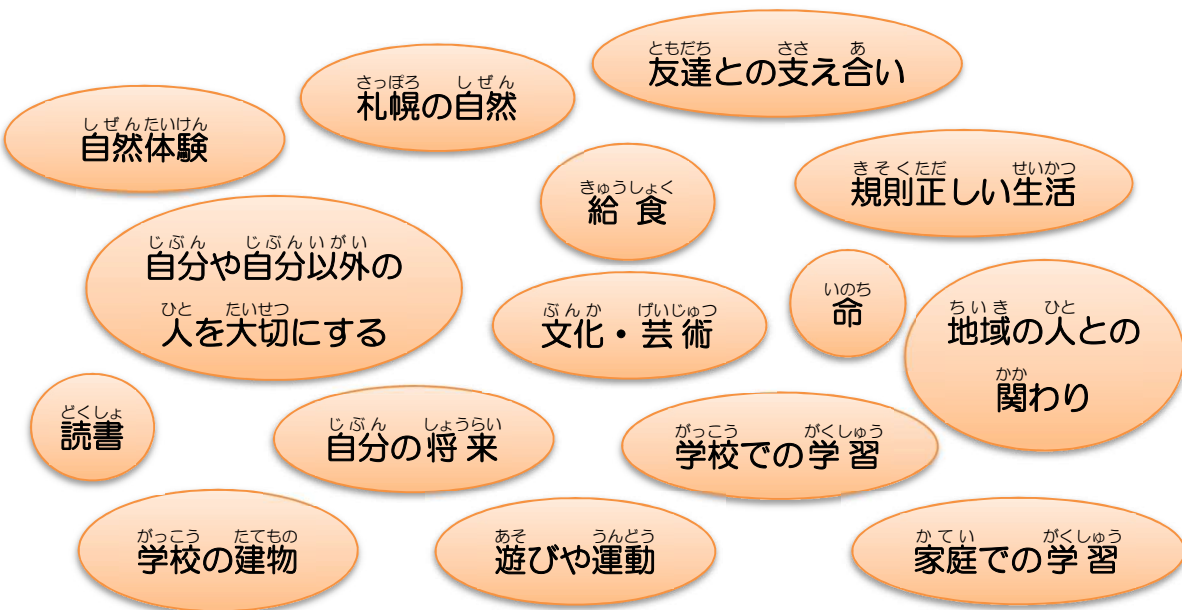 ともだち ささ あ
友達との支え合い
さっぽろ しぜん
札幌の自然
しぜんたいけん
自然体験
きそくただ せいかつ
規則正しい生活
きゅうしょく
給食
じぶん じぶんいがい
自分や自分以外の
ひと たいせつ
人を大切にする
いのち
命
ぶんか げいじゅつ
文化・芸術
ちいき ひと
地域の人との
かか
関わり
どくしょ
読書
じぶん しょうらい
自分の将来
がっこう がくしゅう
学校での学習
がっこう たてもの
学校の建物
あそ うんどう
遊びや運動
かてい がくしゅう
家庭での学習